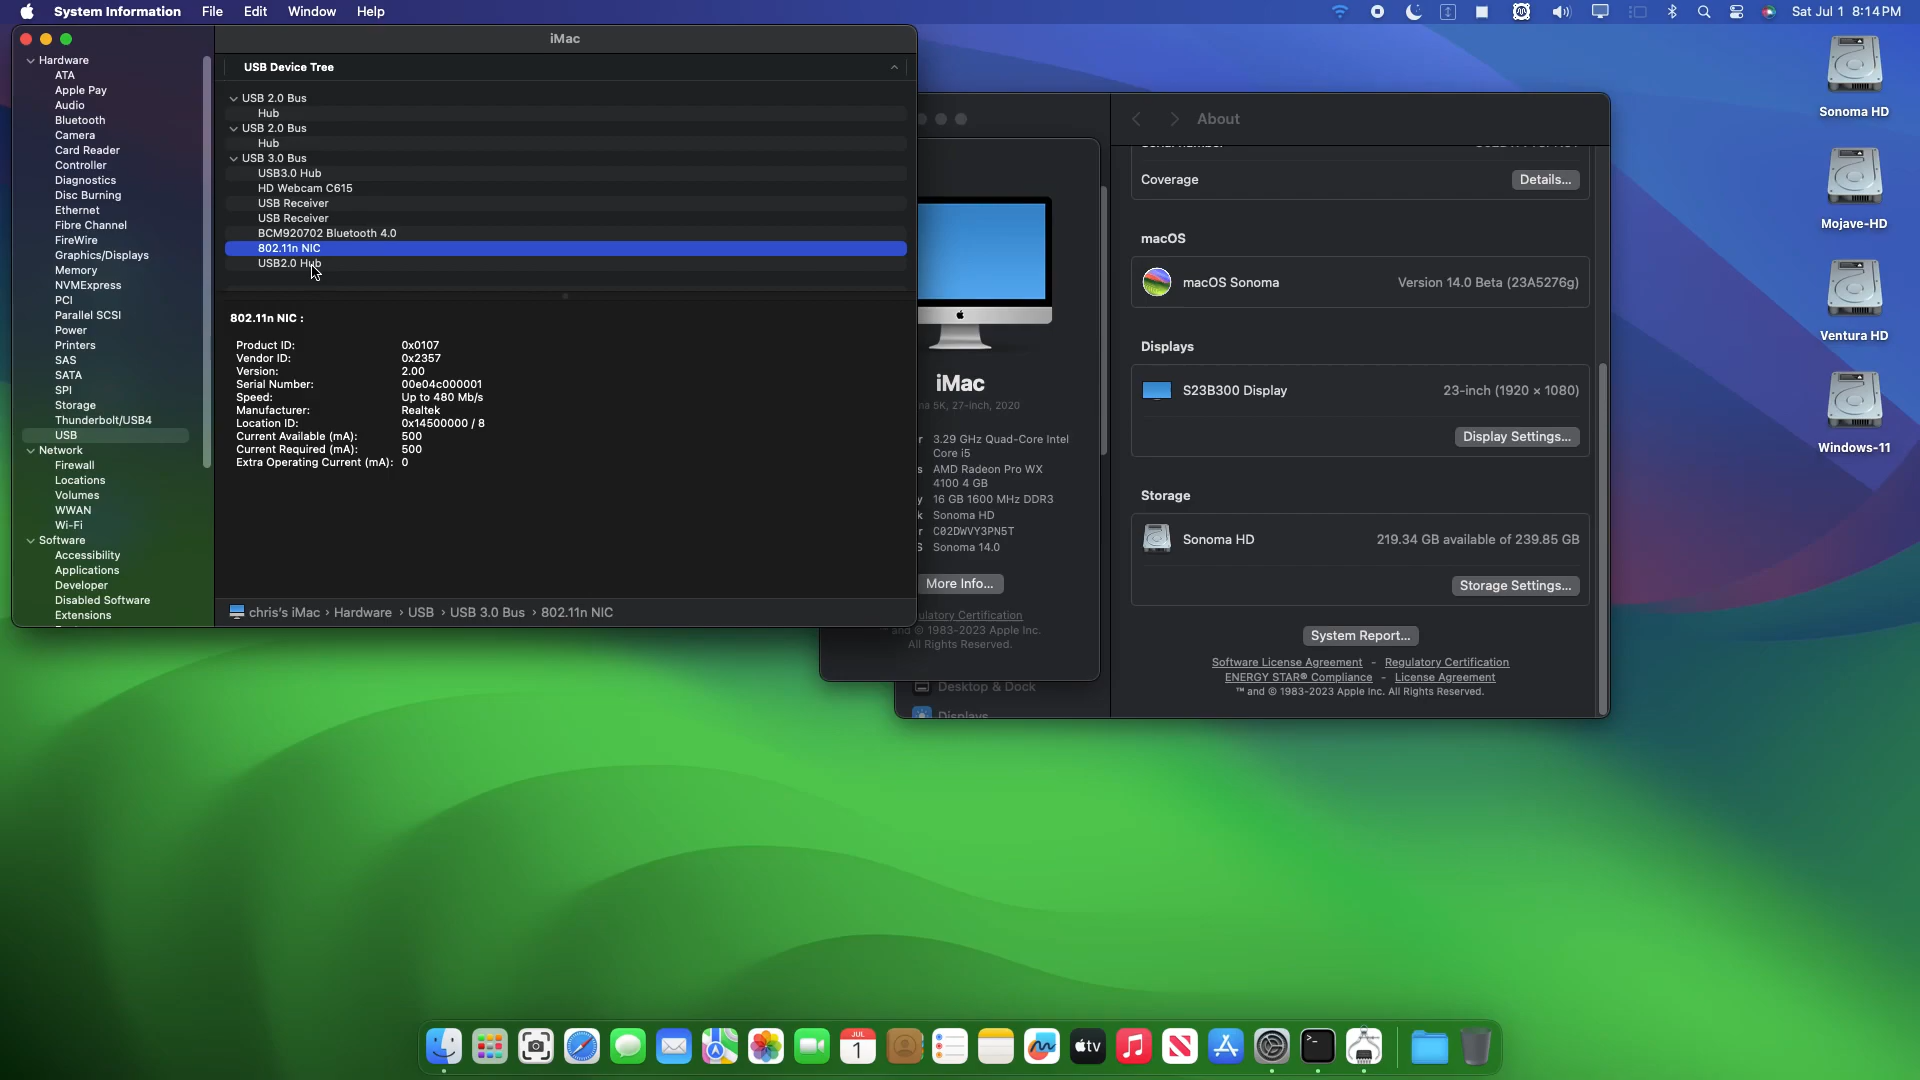 System Information File Edit Window Help
Sat Jul 1 8:14 PM
iMac
Hardware
ATA
Apple Pay
Audio
Bluetooth
Camera
Card Reader
Controller
Diagnostics
Disc Burning
Ethernet
Fibre Channel
FireWire
Graphics/Displays
Memory
NVMExpress
PCI
Parallel SCSI
Power
Printers
SAS
SATA
SPI
Storage
Thunderbolt/USB4
USB
Network
Firewall
Locations
Volumes
WWAN
Wi-Fi
Software
Accessibility
Applications
Developer
Disabled Software
Extensions
USB Device Tree
USB 2.0 Bus
Hub
USB 2.0 Bus
Hub
USB 3.0 Bus
USB3.0 Hub
HD Webcam C615
USB Receiver
USB Receiver
BCM920702 Bluetooth 4.0
802.11n NIC
USB2.0 Hub
802.11n NIC :
Product ID: 0x0107
Vendor ID: 0x2357
Version: 2.00
Serial Number: 00e04c000001
Speed: Up to 480 Mb/s
Manufacturer: Realtek
Location ID: 0x14500000 / 8
Current Available (mA): 500
Current Required (mA): 500
Extra Operating Current (mA): 0
chris's iMac › Hardware › USB › USB 3.0 Bus › 802.11n NIC
iMac
5K, 27-inch, 2020
3.29 GHz Quad-Core Intel
Core i5
AMD Radeon Pro WX
4100 4 GB
16 GB 1600 MHz DDR3
Sonoma HD
C02DWVY3PN5T
Sonoma 14.0
More Info...
Certification
™ and © 1983-2023 Apple Inc.
All Rights Reserved.
Desktop & Dock
Displays
About
Coverage Details...
macOS
macOS Sonoma Version 14.0 Beta (23A5276g)
Displays
S23B300 Display 23-inch (1920 × 1080)
Display Settings...
Storage
Sonoma HD 219.34 GB available of 239.85 GB
Storage Settings...
System Report...
Software License Agreement - Regulatory Certification
ENERGY STAR® Compliance - License Agreement
™ and © 1983-2023 Apple Inc. All Rights Reserved.
Sonoma HD
Mojave-HD
Ventura HD
Windows-11
JUL
1
tv